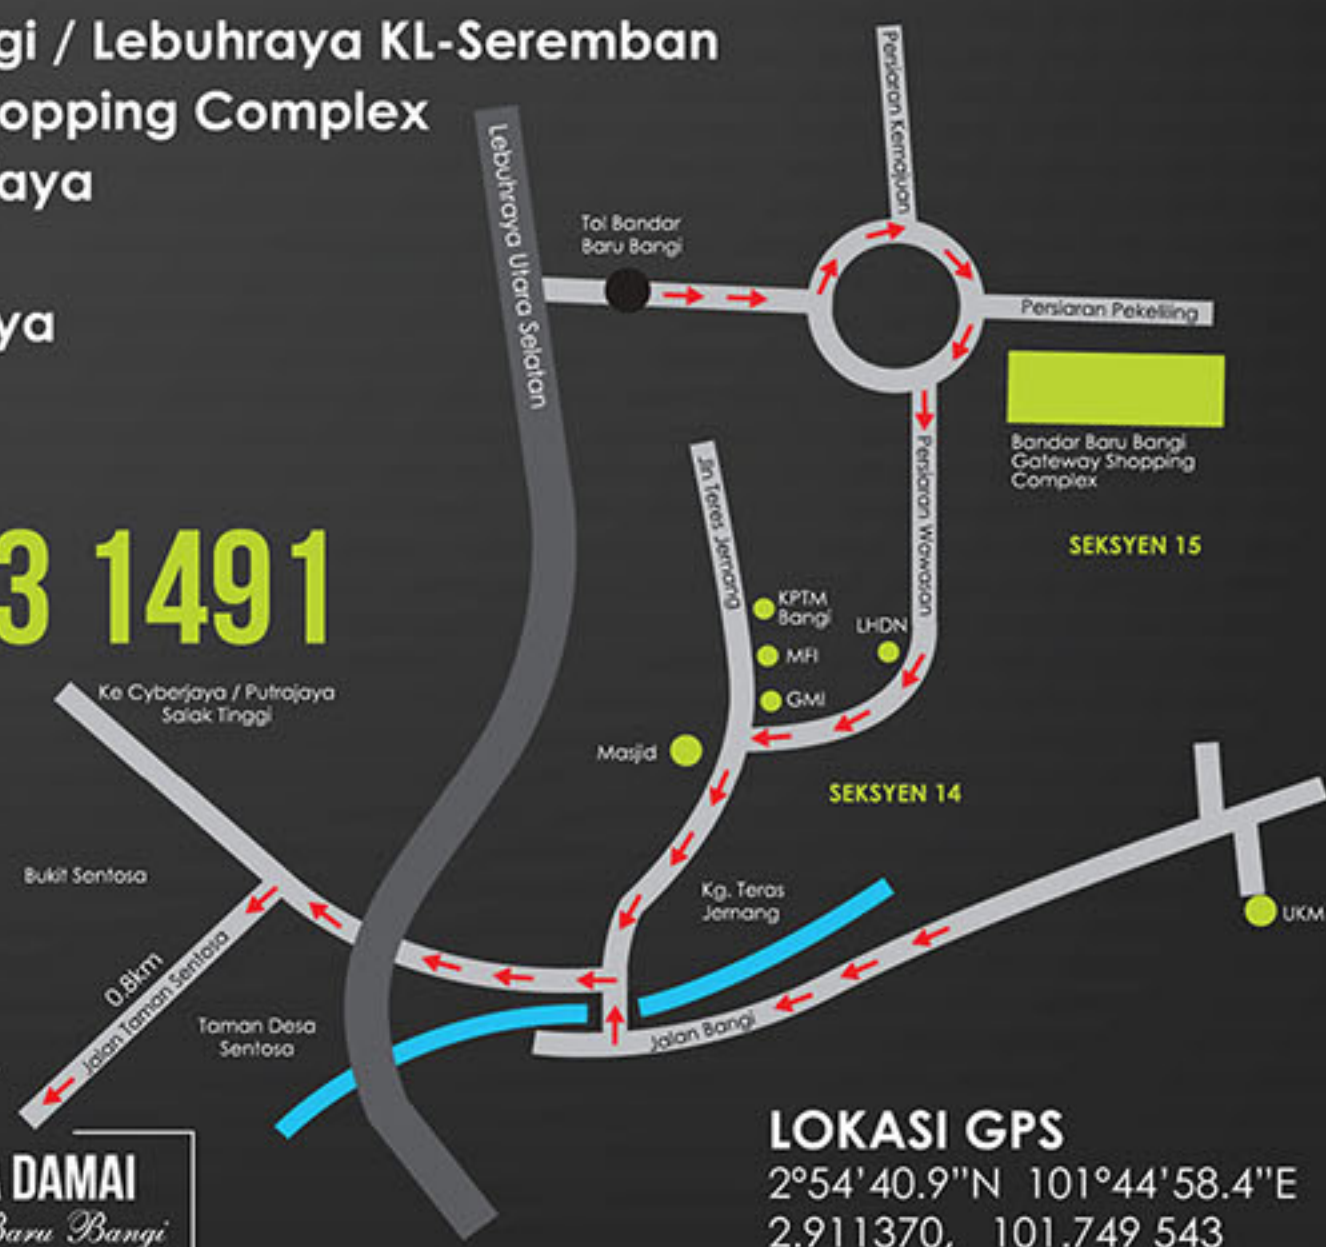 gi / Lebuhraya KL-Seremban
opping Complex
aya
ya
3 1491
Persiaran Kemajuan
Lebuhraya Utara Selatan
Tol Bandar
Baru Bangi
Persiaran Pekeliling
Bandar Baru Bangi
Gateway Shopping
Complex
SEKSYEN 15
Persiaran Wawasan
Jln Teres Jernang
KPTM
Bangi
LHDN
MFI
GMI
Masjid
SEKSYEN 14
Ke Cyberjaya / Putrajaya
Salak Tinggi
Bukit Sentosa
Kg. Teras
Jernang
UKM
0.8km
Jalan Taman Sentosa
Taman Desa
Sentosa
Jalan Bangi
DAMAI
Baru Bangi
LOKASI GPS
2°54'40.9"N 101°44'58.4"E
2.911370, 101.749 543